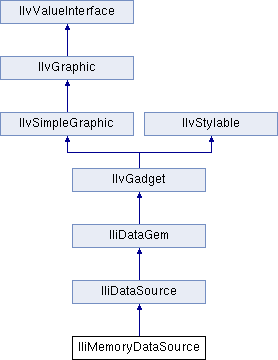 IlvValueInterface
IlvGraphic
IlvSimpleGraphic
IlvStylable
IlvGadget
IliDataGem
IliDataSource
IliMemoryDataSource